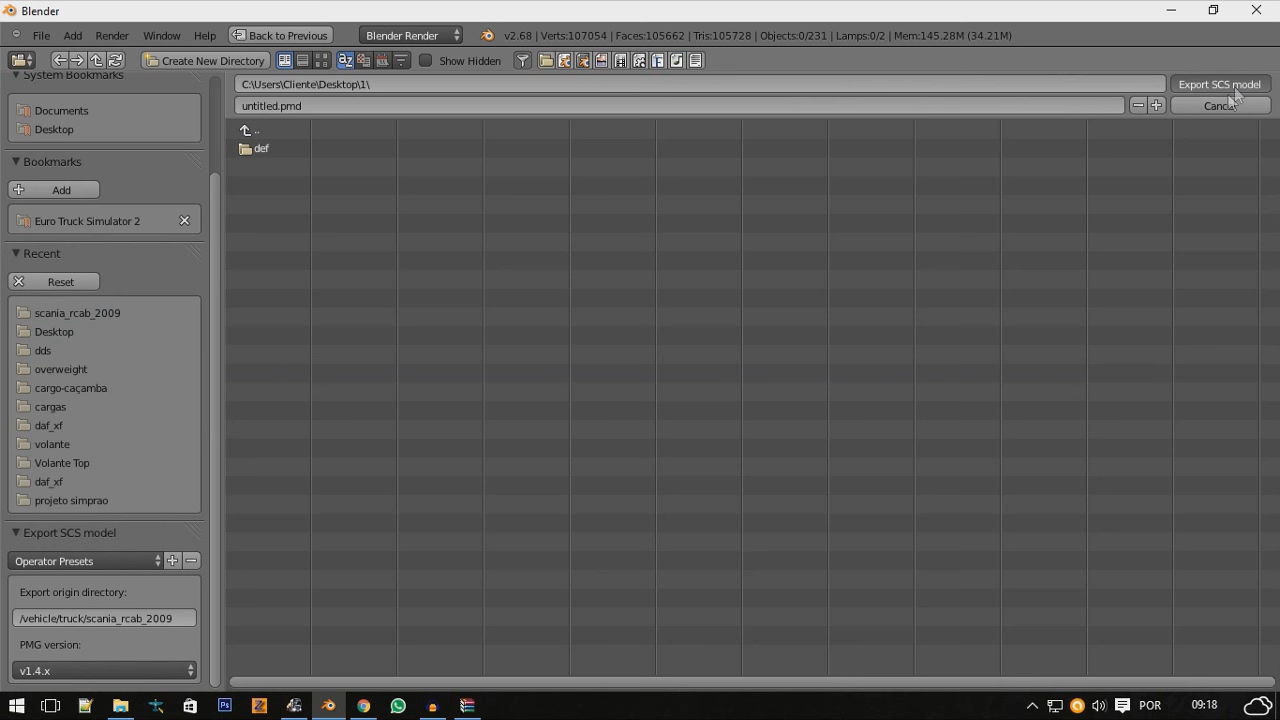 Blender
File Add Render Window Help Back to Previous Blender Render v2.68 | Verts:107054 | Faces:105662 | Tris:105728 | Objects:0/231 | Lamps:0/2 | Mem:145.28M (34.21M)
Create New Directory Show Hidden
System Bookmarks
C:\Users\Cliente\Desktop\1\ Export SCS model
untitled.pmd
Documents
Desktop
..
def
Bookmarks
Add
Euro Truck Simulator 2
Recent
Reset
scania_rcab_2009
Desktop
dds
overweight
cargo-caçamba
cargas
daf_xf
volante
Volante Top
daf_xf
projeto simprao
Export SCS model
Operator Presets
Export origin directory:
/vehicle/truck/scania_rcab_2009
PMG version:
v1.4.x
POR 09:18